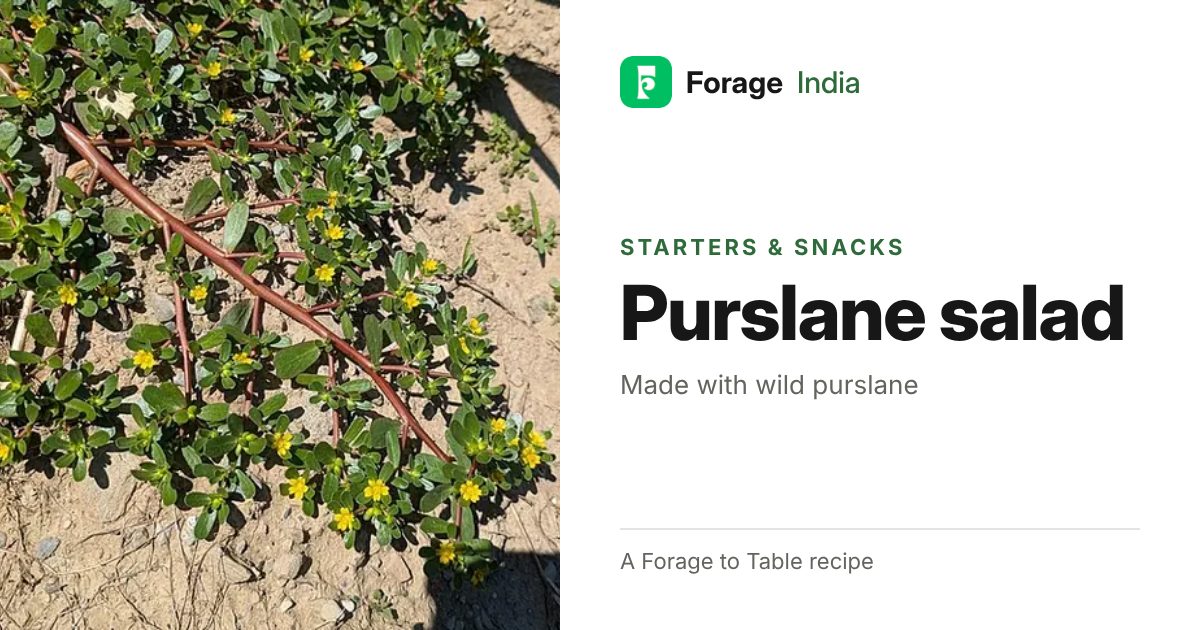 Forage India
STARTERS & SNACKS
Purslane salad
Made with wild purslane
A Forage to Table recipe